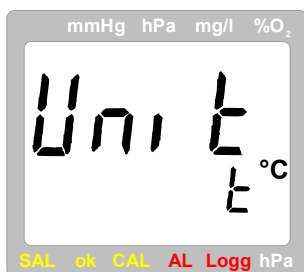 mmHg hPa mg/l %O₂
Unit
°C
t
SAL ok CAL AL Logg hPa